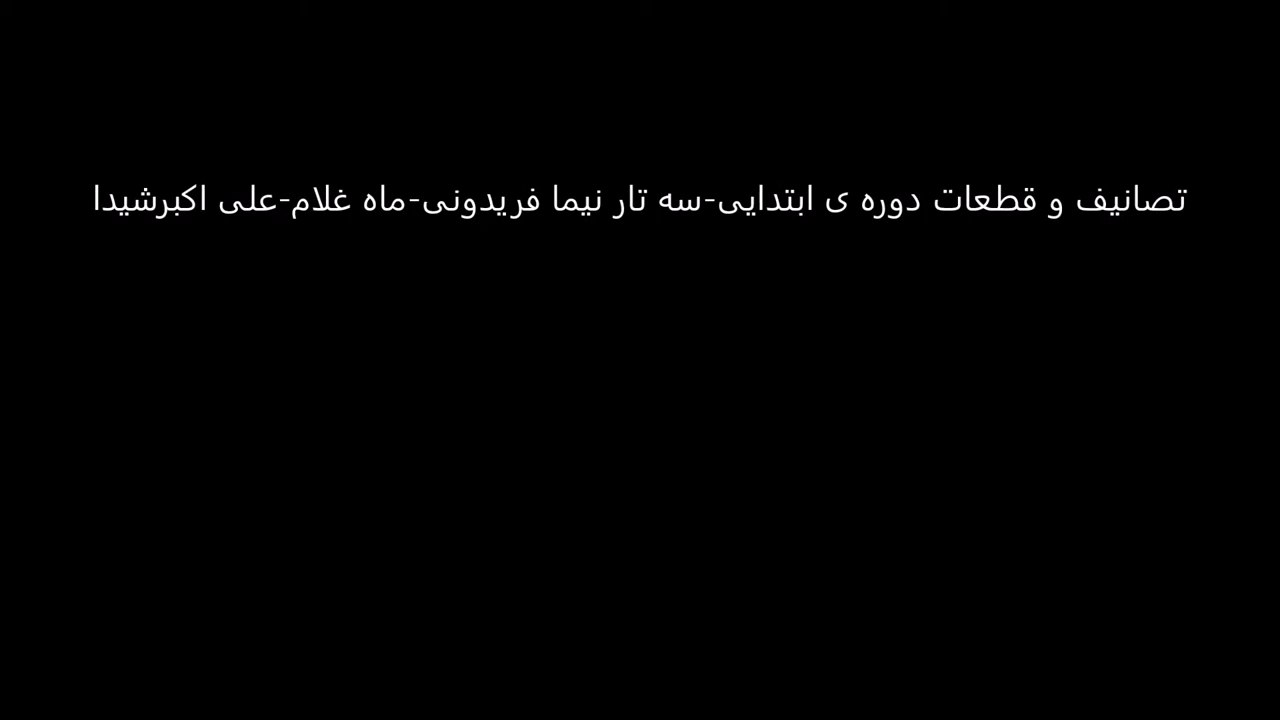 تصانیف و قطعات دوره ی ابتدایی-سه تار نیما فریدونی-ماه غلام-علی اکبرشیدا